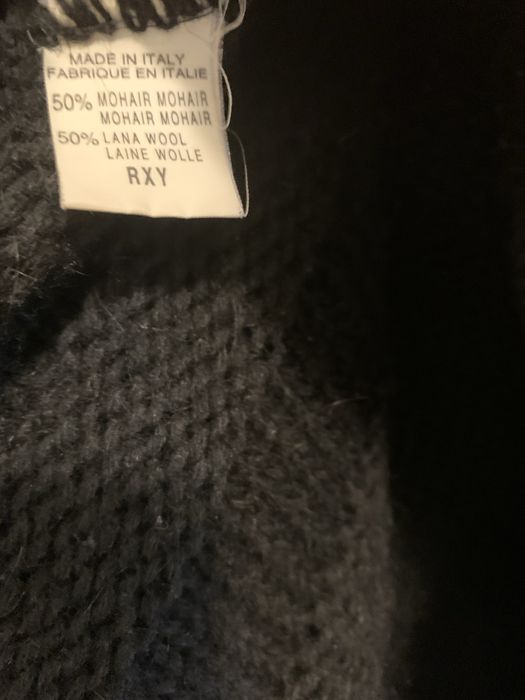 MADE IN ITALY
FABRIQUE EN ITALIE
50% MOHAIR MOHAIR
MOHAIR MOHAIR
50% LANA WOOL
LAINE WOLLE
RXY